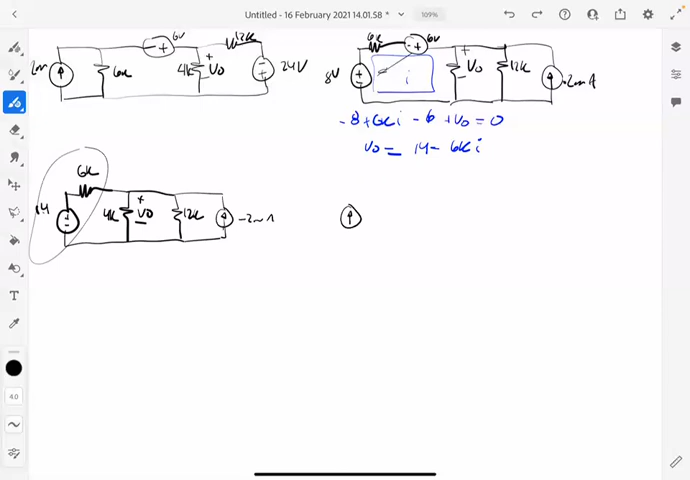 Untitled - 16 February 2021 14.01.58 *
109%
6V
12k
6k
6V
2m
6k
4k
+
Vo
24V
8V
i
+
Vo
-
12k
-2mA
-8+6ki - 6 +Vo = 0
Vo = 14 - 6k i
6k
14
4k
+
Vo
12k
-2mA
4.0